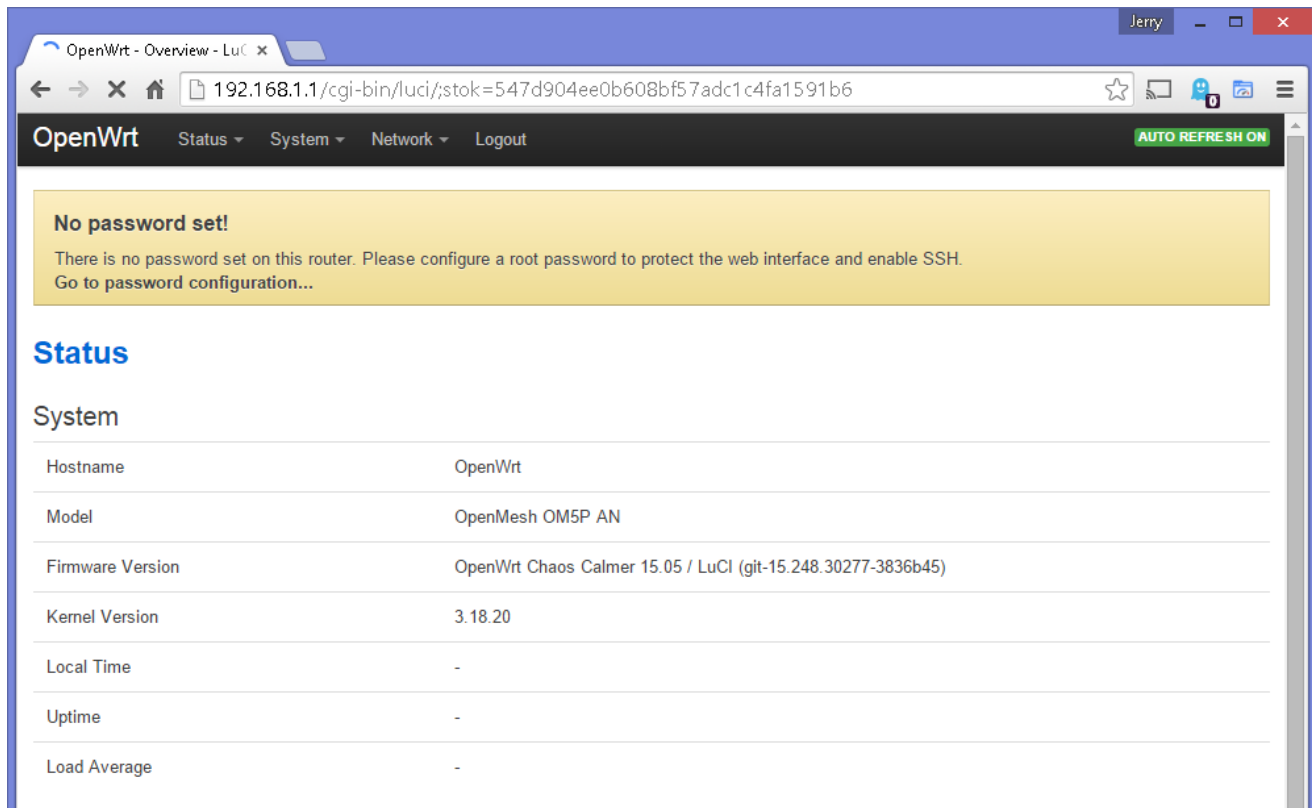 Jerry
OpenWrt - Overview - LuC
192.168.1.1/cgi-bin/luci/;stok=547d904ee0b608bf57adc1c4fa1591b6
0
OpenWrt Status System Network Logout AUTO REFRESH ON
No password set!
There is no password set on this router. Please configure a root password to protect the web interface and enable SSH.
Go to password configuration...
Status
System
Hostname OpenWrt
Model OpenMesh OM5P AN
Firmware Version OpenWrt Chaos Calmer 15.05 / LuCI (git-15.248.30277-3836b45)
Kernel Version 3.18.20
Local Time -
Uptime -
Load Average -